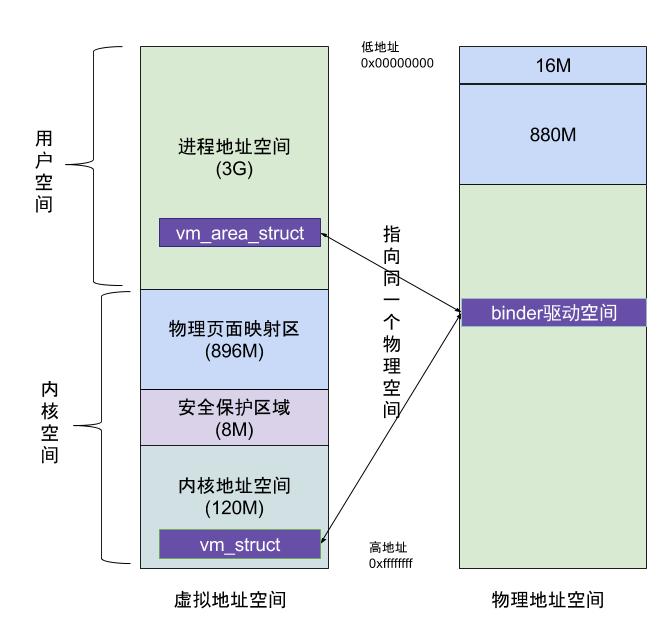 低地址
0x00000000
16M
880M
用户空间
进程地址空间
(3G)
vm_area_struct
指向同一个物理空间
binder驱动空间
物理页面映射区
(896M)
内核空间
安全保护区域
(8M)
内核地址空间
(120M)
vm_struct
高地址
0xffffffff
虚拟地址空间
物理地址空间